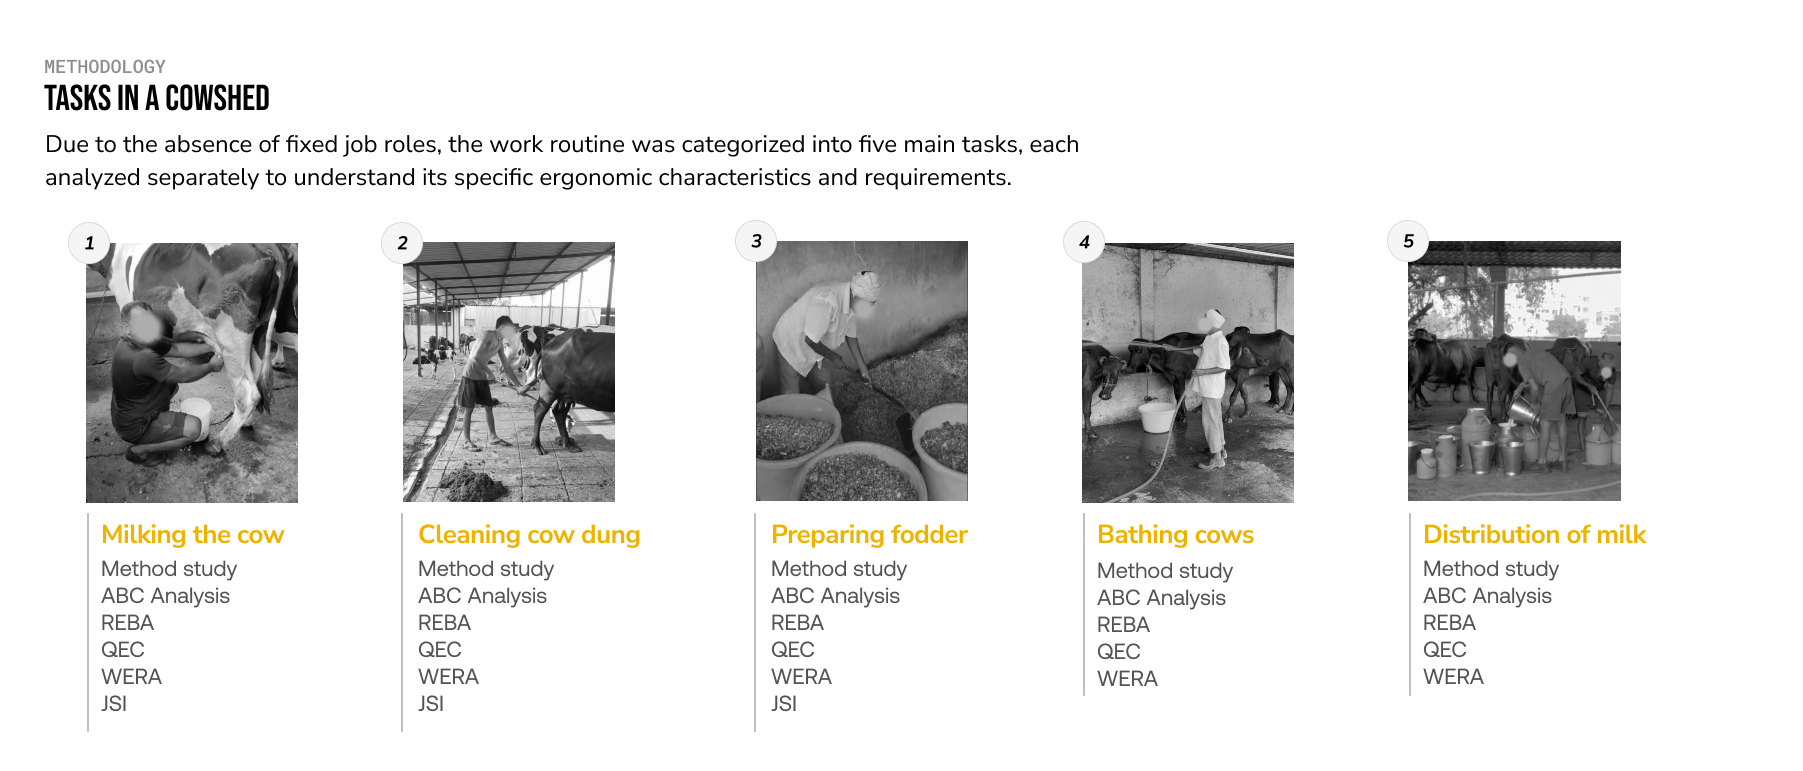 METHODOLOGY
TASKS IN A COWSHED
Due to the absence of fixed job roles, the work routine was categorized into five main tasks, each
analyzed separately to understand its specific ergonomic characteristics and requirements.
1
Milking the cow
Method study
ABC Analysis
REBA
QEC
WERA
JSI
2
Cleaning cow dung
Method study
ABC Analysis
REBA
QEC
WERA
JSI
3
Preparing fodder
Method study
ABC Analysis
REBA
QEC
WERA
JSI
4
Bathing cows
Method study
ABC Analysis
REBA
QEC
WERA
5
Distribution of milk
Method study
ABC Analysis
REBA
QEC
WERA